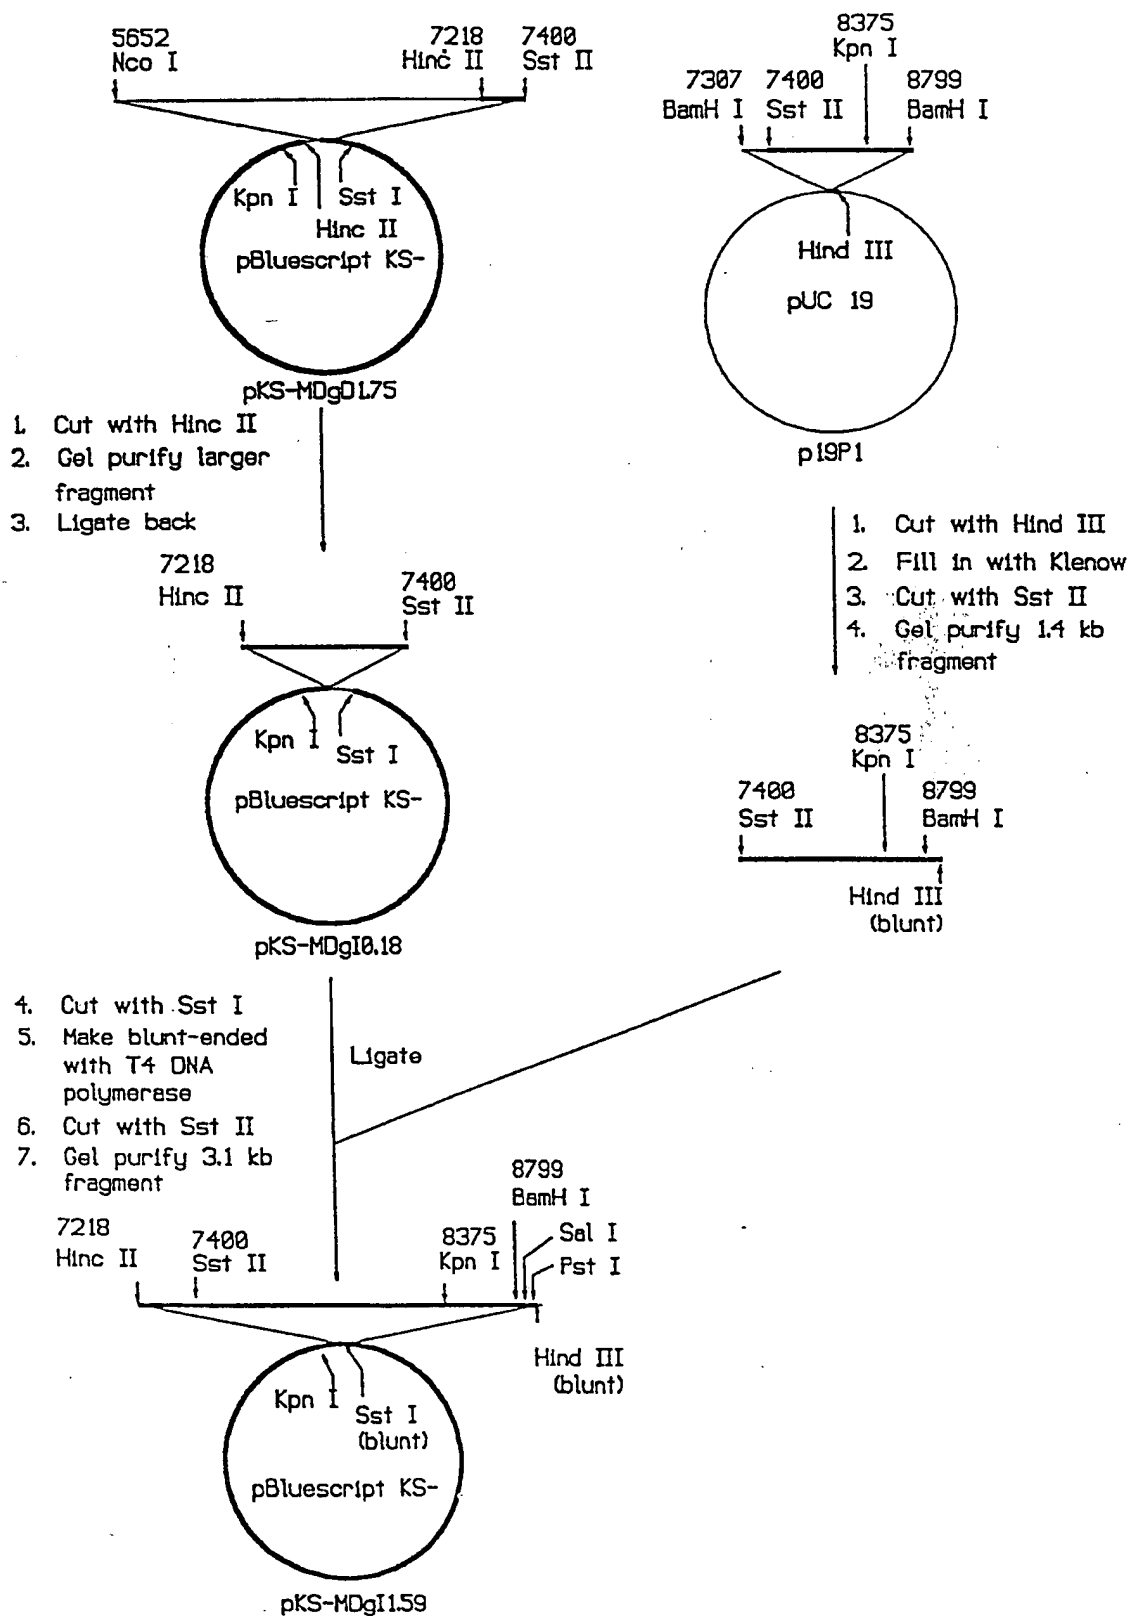 5652
Nco I
7218
Hinc II
7400
Sst II
Kpn I
Sst I
Hinc II
pBluescript KS-
pKS-MDgD1.75
8375
Kpn I
7307
BamH I
7400
Sst II
8799
BamH I
Hind III
pUC 19
p19P1
1. Cut with Hinc II
2. Gel purify larger
fragment
3. Ligate back
1. Cut with Hind III
2. Fill in with Klenow
3. Cut with Sst II
4. Gel purify 1.4 kb
fragment
7218
Hinc II
7400
Sst II
Kpn I
Sst I
pBluescript KS-
pKS-MDgI0.18
8375
Kpn I
7400
Sst II
8799
BamH I
Hind III
(blunt)
4. Cut with Sst I
5. Make blunt-ended
with T4 DNA
polymerase
6. Cut with Sst II
7. Gel purify 3.1 kb
fragment
Ligate
7218
Hinc II
7400
Sst II
8375
Kpn I
8799
BamH I
Sal I
Pst I
Hind III
(blunt)
Kpn I
Sst I
(blunt)
pBluescript KS-
pKS-MDgI1.59